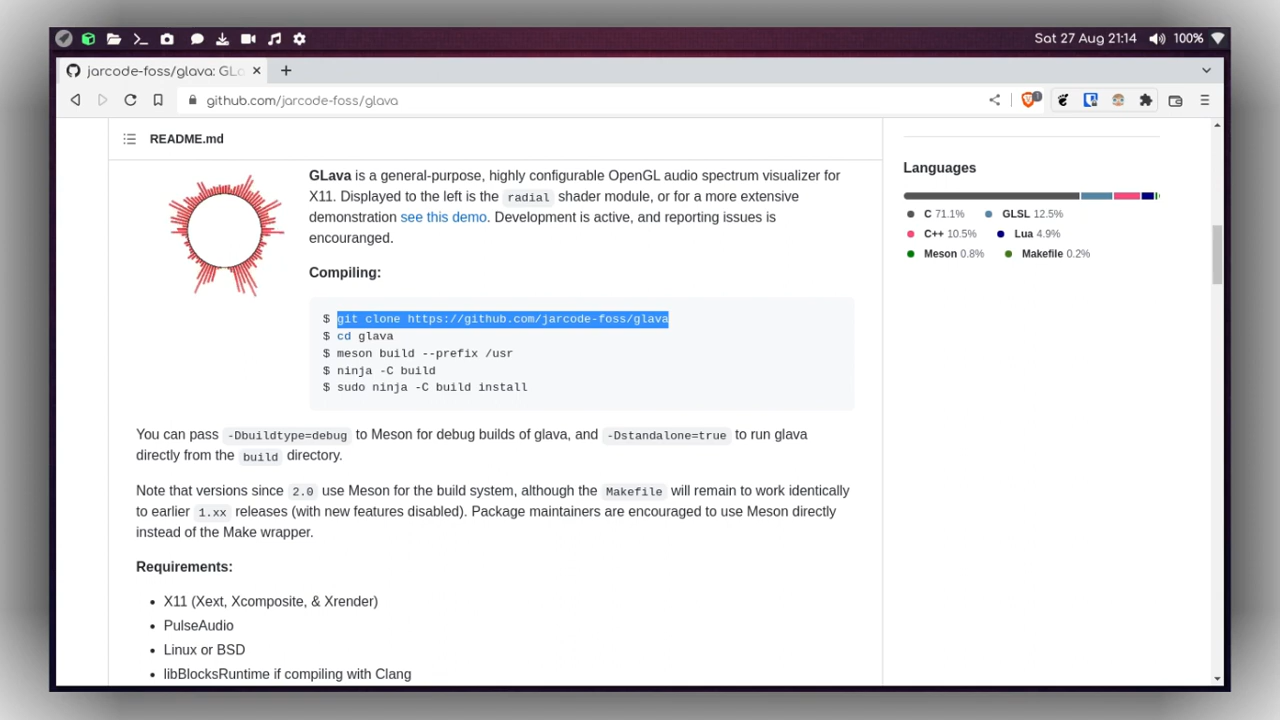 Sat 27 Aug 21:14 100%
jarcode-foss/glava: GLa
github.com/jarcode-foss/glava
1
README.md
GLava is a general-purpose, highly configurable OpenGL audio spectrum visualizer for
X11. Displayed to the left is the radial shader module, or for a more extensive
demonstration see this demo. Development is active, and reporting issues is
encouranged.
Compiling:
$ git clone https://github.com/jarcode-foss/glava
$ cd glava
$ meson build --prefix /usr
$ ninja -C build
$ sudo ninja -C build install
You can pass -Dbuildtype=debug to Meson for debug builds of glava, and -Dstandalone=true to run glava
directly from the build directory.
Note that versions since 2.0 use Meson for the build system, although the Makefile will remain to work identically
to earlier 1.xx releases (with new features disabled). Package maintainers are encouraged to use Meson directly
instead of the Make wrapper.
Requirements:
• X11 (Xext, Xcomposite, & Xrender)
• PulseAudio
• Linux or BSD
• libBlocksRuntime if compiling with Clang
Languages
C 71.1% GLSL 12.5%
C++ 10.5% Lua 4.9%
Meson 0.8% Makefile 0.2%